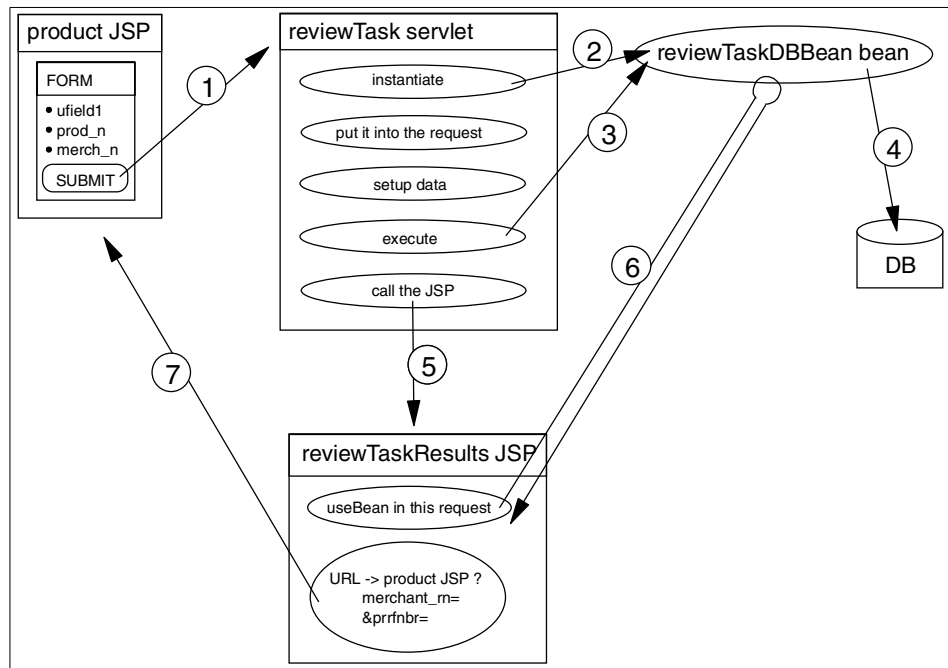 product JSP
FORM
• ufield1
• prod_n
• merch_n
SUBMIT
1
reviewTask servlet
instantiate
put it into the request
setup data
execute
call the JSP
2
reviewTaskDBBean bean
3
4
DB
5
6
7
reviewTaskResults JSP
useBean in this request
URL -> product JSP ?
merchant_rn=
&prrfnbr=